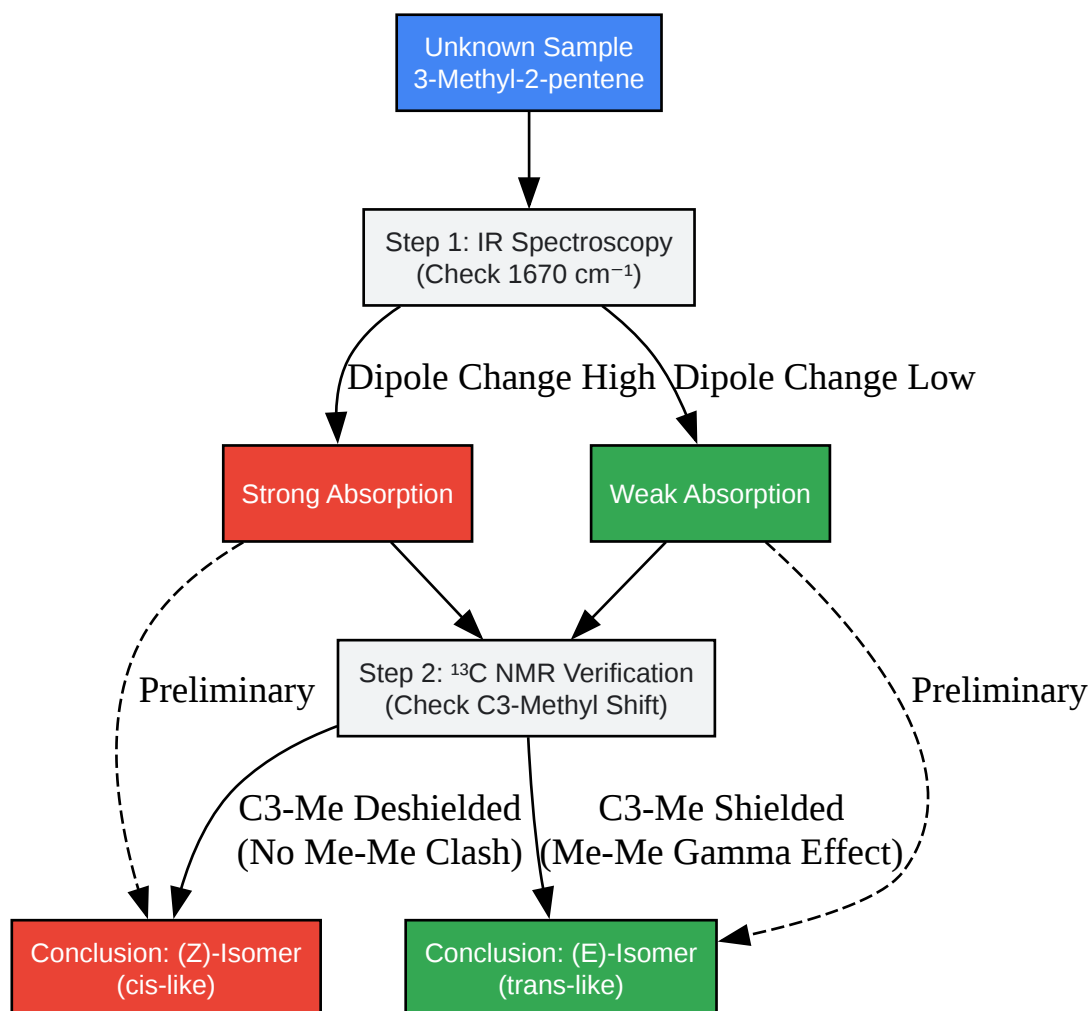 Unknown Sample
3-Methyl-2-pentene
Step 1: IR Spectroscopy
(Check 1670 cm⁻¹)
Dipole Change High
Dipole Change Low
Strong Absorption
Weak Absorption
Preliminary
Step 2: ¹³C NMR Verification
(Check C3-Methyl Shift)
Preliminary
C3-Me Deshielded
(No Me-Me Clash)
C3-Me Shielded
(Me-Me Gamma Effect)
Conclusion: (Z)-Isomer
(cis-like)
Conclusion: (E)-Isomer
(trans-like)